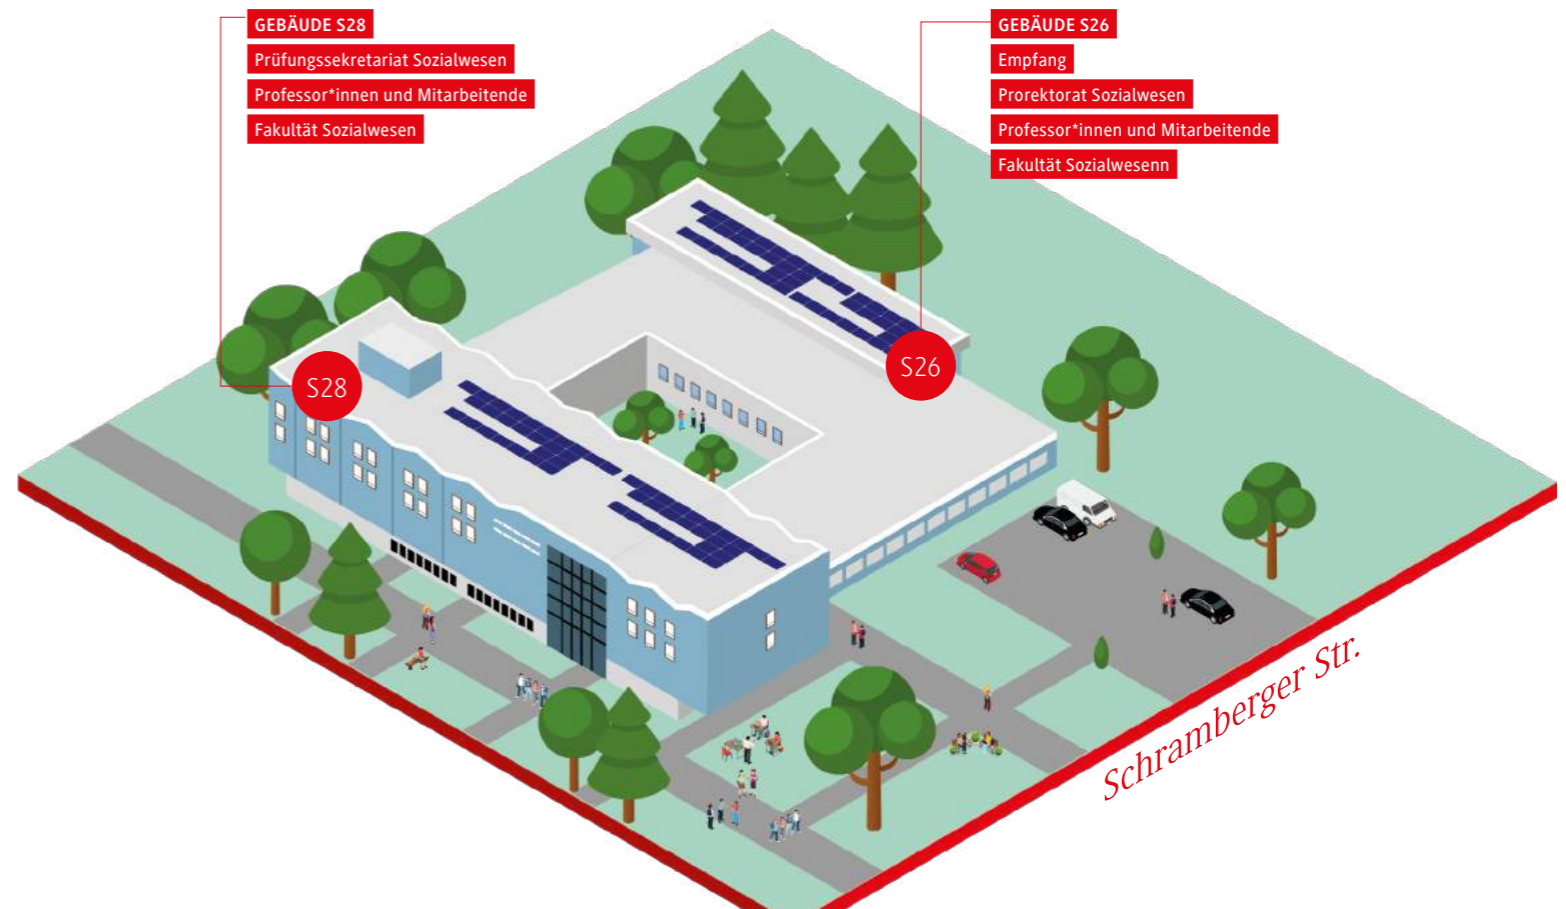 GEBÄUDE S28
Prüfungssekretariat Sozialwesen
Professor*innen und Mitarbeitende
Fakultät Sozialwesen
GEBÄUDE S26
Empfang
Prorektorat Sozialwesen
Professor*innen und Mitarbeitende
Fakultät Sozialwesenn
S28
S26
Schramberger Str.